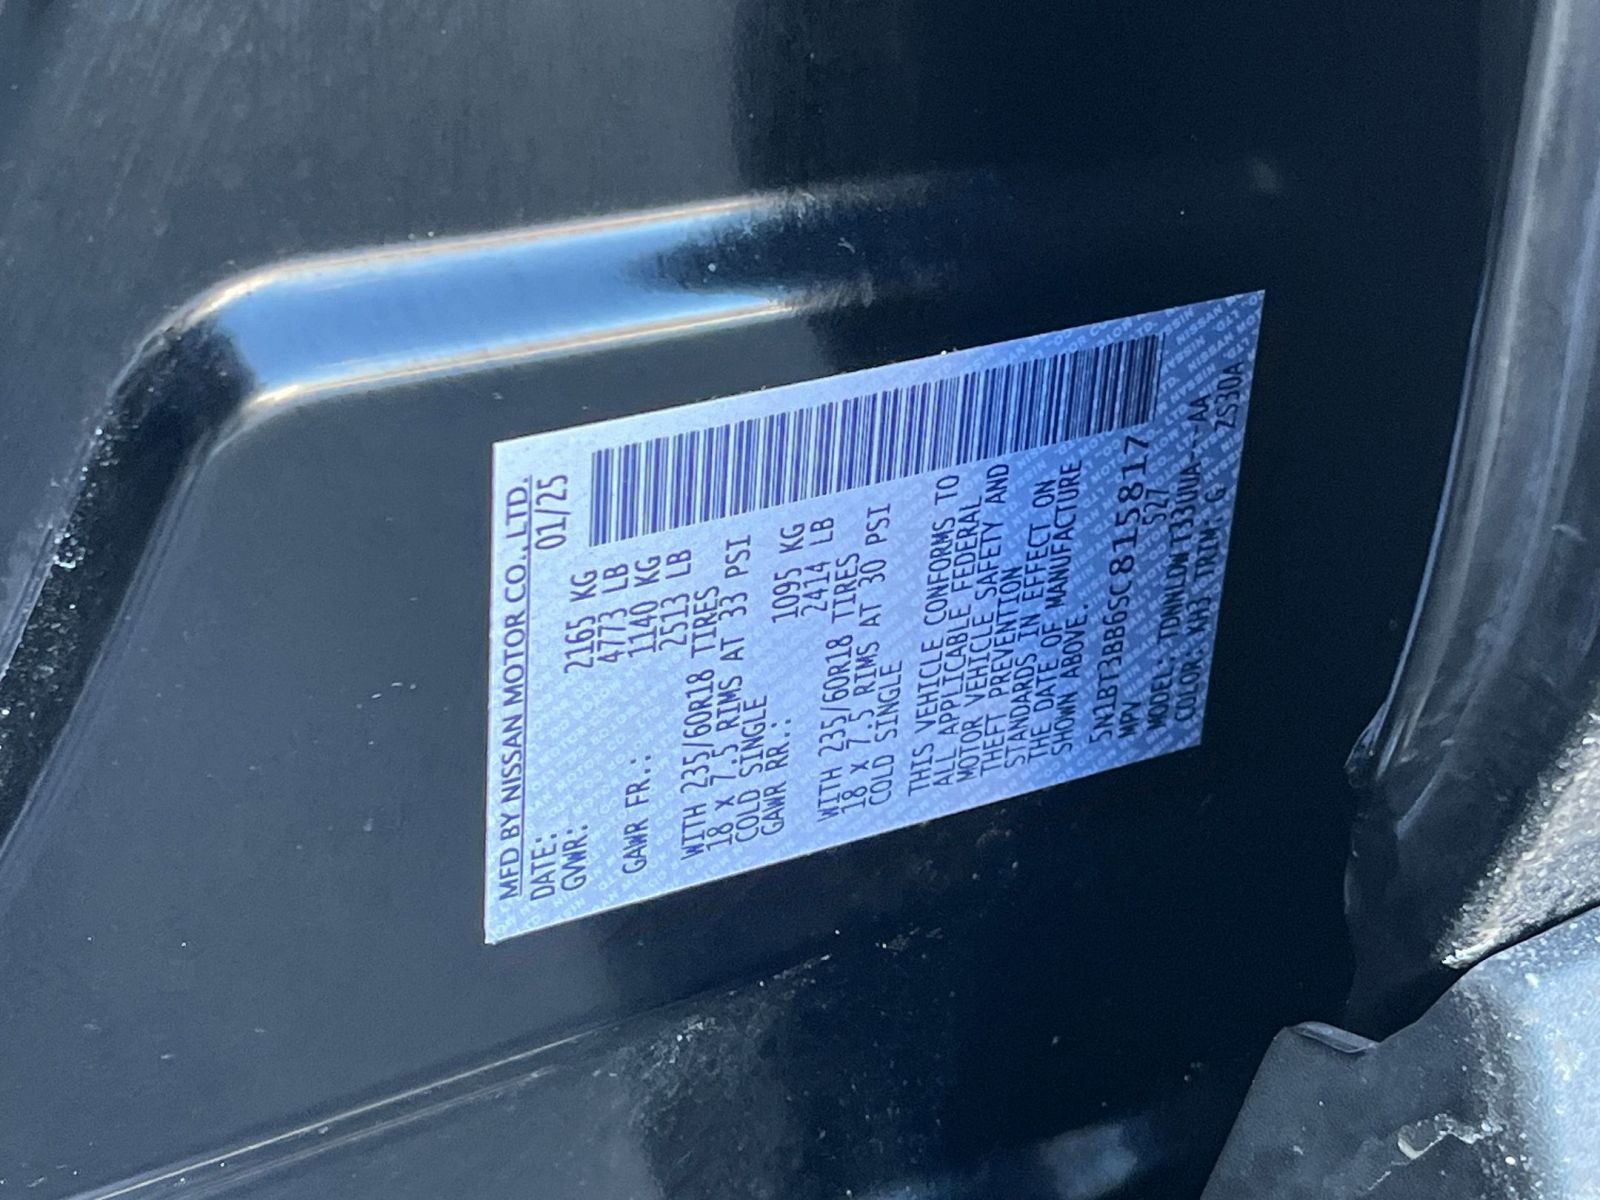 MFD BY NISSAN MOTOR CO., LTD.
DATE: 01/25
GVWR: 2165 KG
4773 LB
GAWR FR.: 1140 KG
2513 LB
WITH 235/60R18 TIRES
18 X 7.5 RIMS AT 33 PSI
COLD SINGLE
GAWR RR.: 1095 KG
2414 LB
WITH 235/60R18 TIRES
18 X 7.5 RIMS AT 30 PSI
COLD SINGLE
THIS VEHICLE CONFORMS TO
ALL APPLICABLE FEDERAL
MOTOR VEHICLE SAFETY AND
THEFT PREVENTION
STANDARDS IN EFFECT ON
THE DATE OF MANUFACTURE
SHOWN ABOVE.
5N1BT3BB6SC815817
MPV 527
MODEL: TDNNLDW T33UUA--AA
COLOR: XH3 TRIM G 2S30A